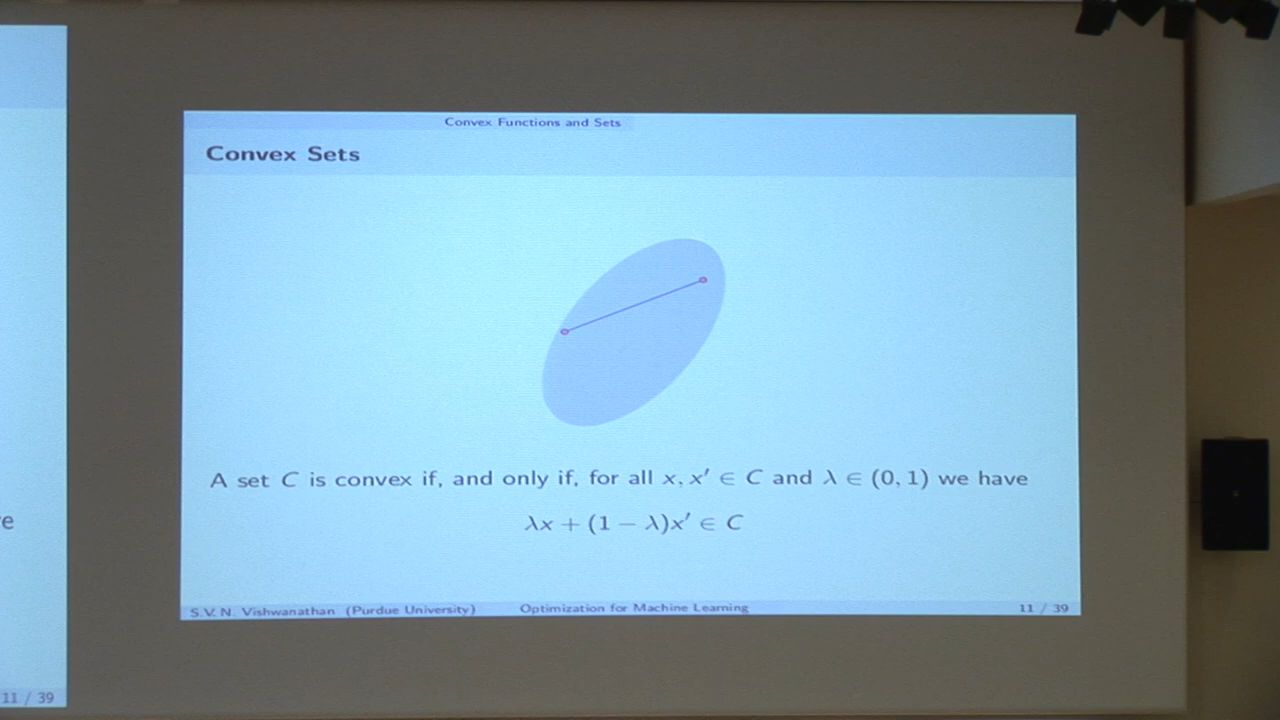 Convex Functions and Sets
Convex Sets
A set C is convex if, and only if, for all x, x′ ∈ C and λ ∈ (0, 1) we have
λx + (1 − λ)x′ ∈ C
S.V. N. Vishwanathan (Purdue University) Optimization for Machine Learning 11 / 39
e
11 / 39